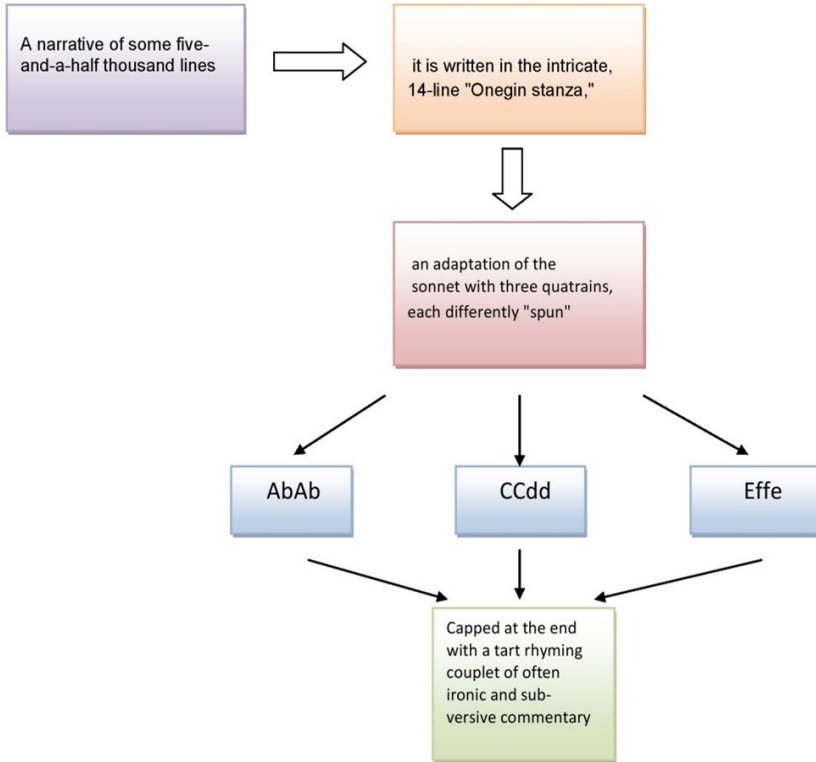 A narrative of some five-
and-a-half thousand lines
it is written in the intricate,
14-line "Onegin stanza,"
an adaptation of the
sonnet with three quatrains,
each differently "spun"
AbAb
CCdd
Effe
Capped at the end
with a tart rhyming
couplet of often
ironic and sub-
versive commentary